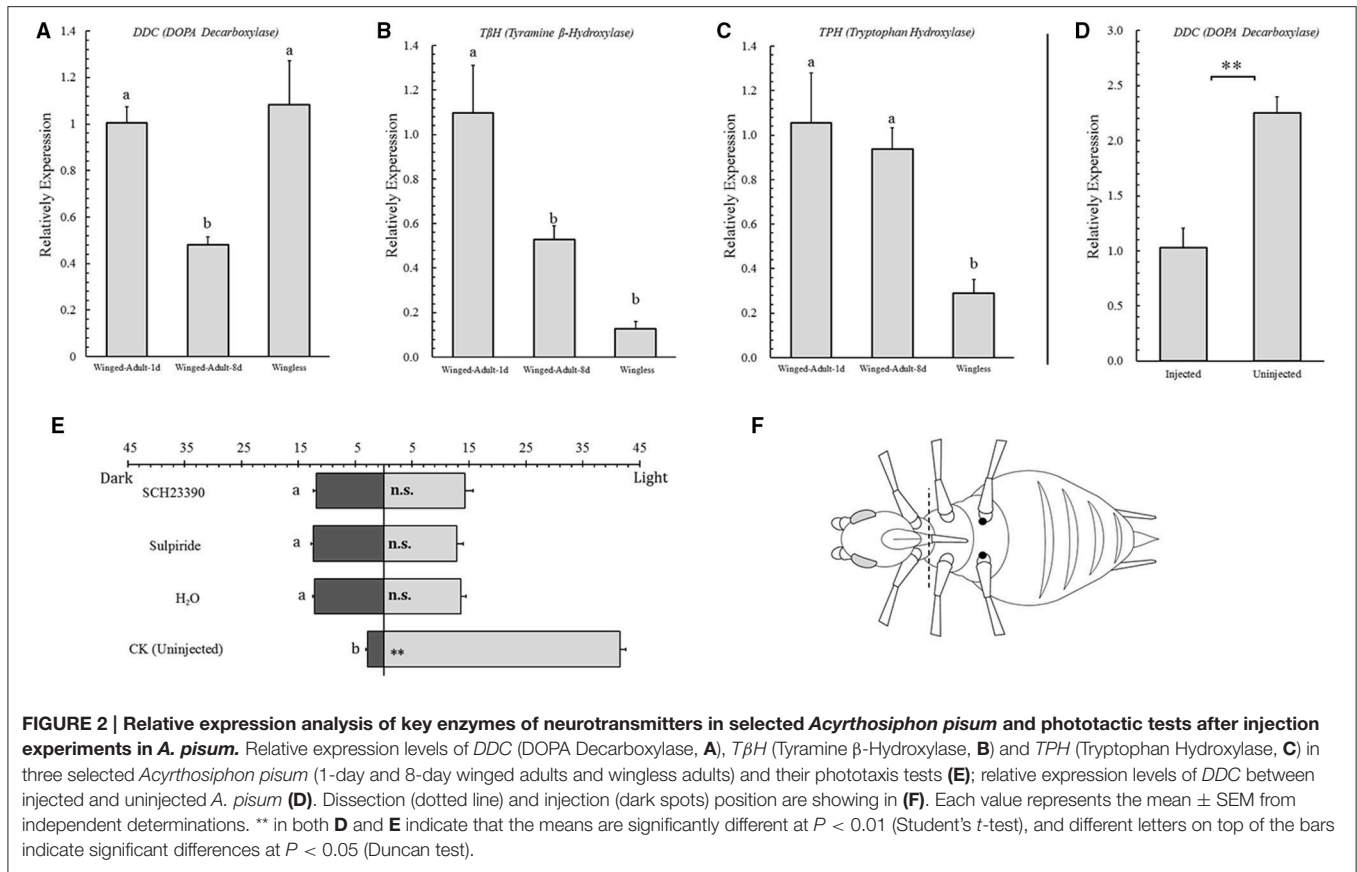 A
DDC (DOPA Decarboxylase)
Relatively Experession
1.4
1.2
1
0.8
0.6
0.4
0.2
0
a
b
a
Winged-Adult-1d
Winged-Adult-8d
Wingless
B
TβH (Tyramine β-Hydroxylase)
Relatively Experession
1.4
1.2
1.0
0.8
0.6
0.4
0.2
0.0
a
b
b
Winged-Adult-1d
Winged-Adult-8d
Wingless
C
TPH (Tryptophan Hydroxylase)
Relatively Experession
1.4
1.2
1.0
0.8
0.6
0.4
0.2
0.0
a
a
b
Winged-Adult-1d
Winged-Adult-8d
Wingless
D
DDC (DOPA Decarboxylase)
Relatively Experession
3.0
2.5
2.0
1.5
1.0
0.5
0.0
**
Injected
Uninjected
E
45 35 25 15 5 5 15 25 35 45
Dark Light
SCH23390 a n.s.
Sulpiride a n.s.
H₂O a n.s.
CK (Uninjected) b **
F
FIGURE 2 | Relative expression analysis of key enzymes of neurotransmitters in selected Acyrthosiphon pisum and phototactic tests after injection
experiments in A. pisum. Relative expression levels of DDC (DOPA Decarboxylase, A), TβH (Tyramine β-Hydroxylase, B) and TPH (Tryptophan Hydroxylase, C) in
three selected Acyrthosiphon pisum (1-day and 8-day winged adults and wingless adults) and their phototaxis tests (E); relative expression levels of DDC between
injected and uninjected A. pisum (D). Dissection (dotted line) and injection (dark spots) position are showing in (F). Each value represents the mean ± SEM from
independent determinations. ** in both D and E indicate that the means are significantly different at P < 0.01 (Student's t-test), and different letters on top of the bars
indicate significant differences at P < 0.05 (Duncan test).